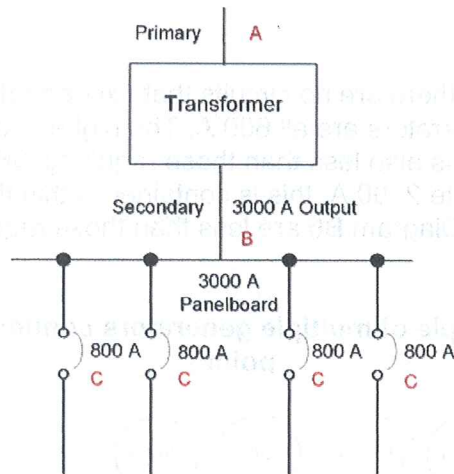 Primary A
Transformer
Secondary 3000 A Output
B
3000 A
Panelboard
800 A 800 A 800 A 800 A
C C C C